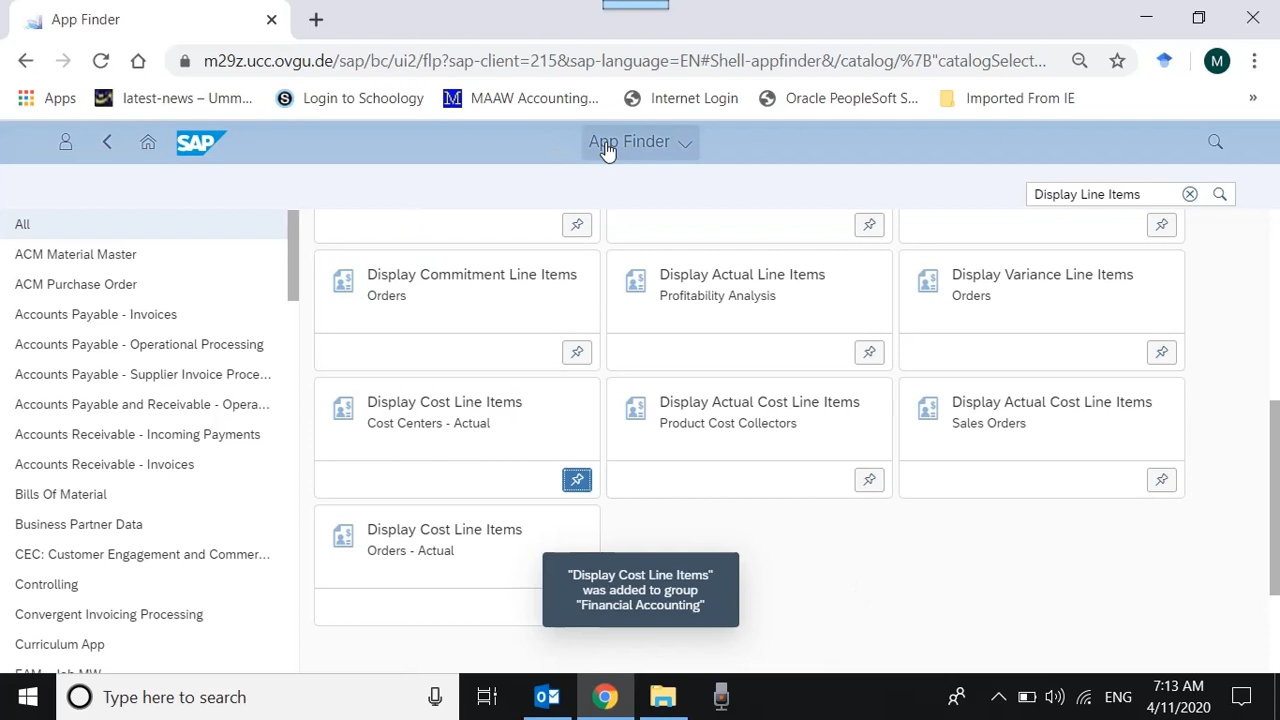 App Finder
m29z.ucc.ovgu.de/sap/bc/ui2/flp?sap-client=215&sap-language=EN#Shell-appfinder&/catalog/%7B"catalogSelect...
M
Apps
latest-news – Umm...
S
Login to Schoology
M
MAAW Accounting...
Internet Login
Oracle PeopleSoft S...
Imported From IE
»
SAP
App Finder
Display Line Items
All
ACM Material Master
ACM Purchase Order
Accounts Payable - Invoices
Accounts Payable - Operational Processing
Accounts Payable - Supplier Invoice Proce...
Accounts Payable and Receivable - Opera...
Accounts Receivable - Incoming Payments
Accounts Receivable - Invoices
Bills Of Material
Business Partner Data
CEC: Customer Engagement and Commer...
Controlling
Convergent Invoicing Processing
Curriculum App
Display Commitment Line Items
Orders
Display Actual Line Items
Profitability Analysis
Display Variance Line Items
Orders
Display Cost Line Items
Cost Centers - Actual
Display Actual Cost Line Items
Product Cost Collectors
Display Actual Cost Line Items
Sales Orders
Display Cost Line Items
Orders - Actual
"Display Cost Line Items"
was added to group
"Financial Accounting"
Type here to search
ENG
7:13 AM
4/11/2020